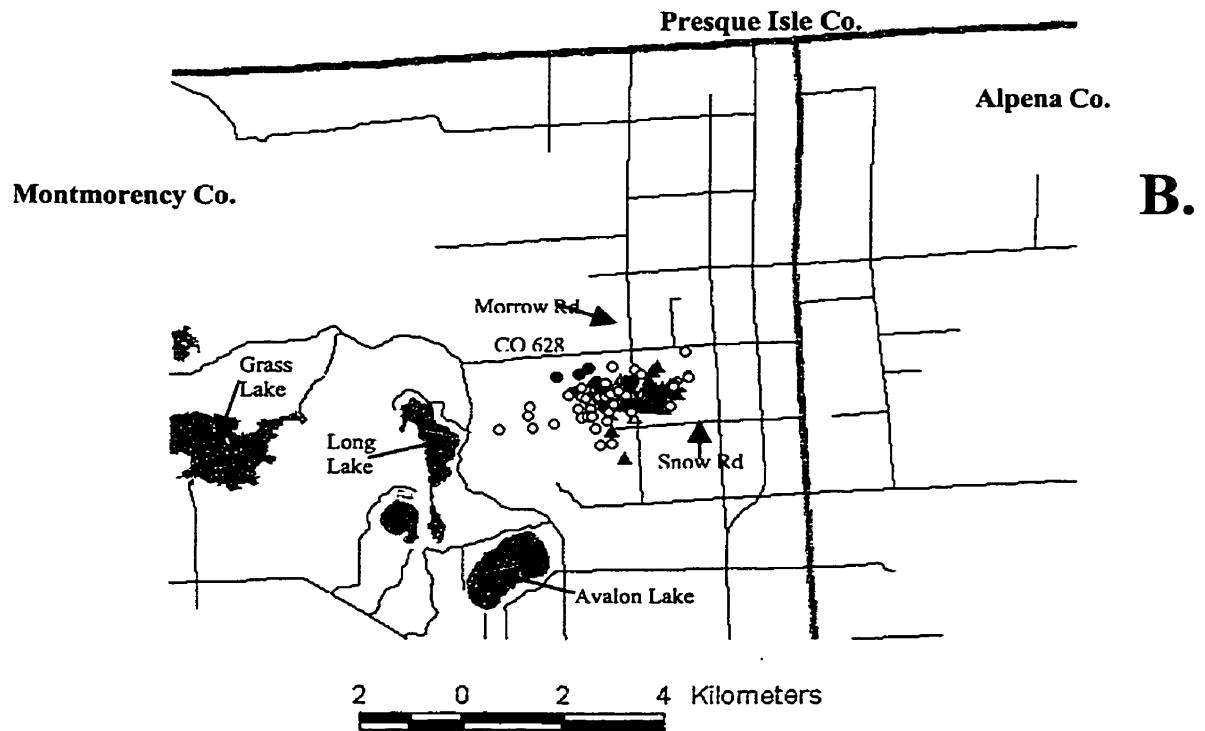 Presque Isle Co.
Alpena Co.
Montmorency Co.
B.
Morrow Rd
CO 628
Grass
Lake
Long
Lake
Snow Rd
Avalon Lake
2 0 2 4 Kilometers